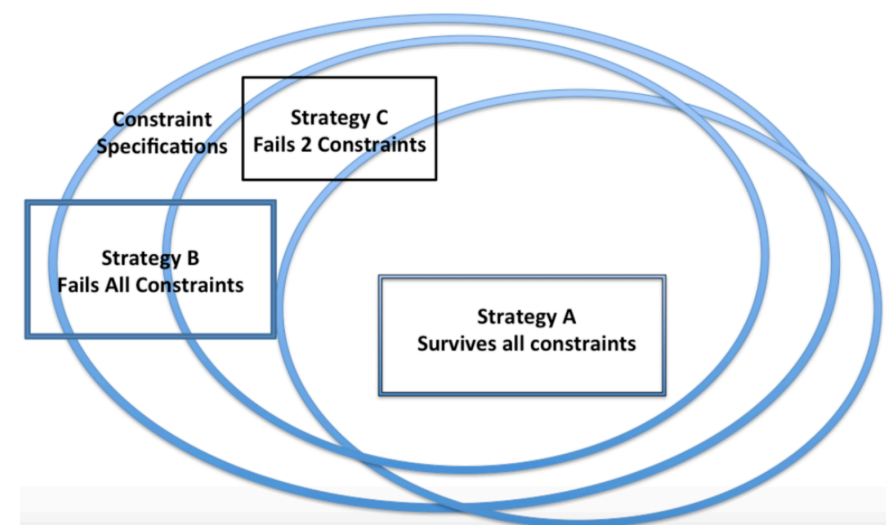 Constraint
Specifications
Strategy C
Fails 2 Constraints
Strategy B
Fails All Constraints
Strategy A
Survives all constraints